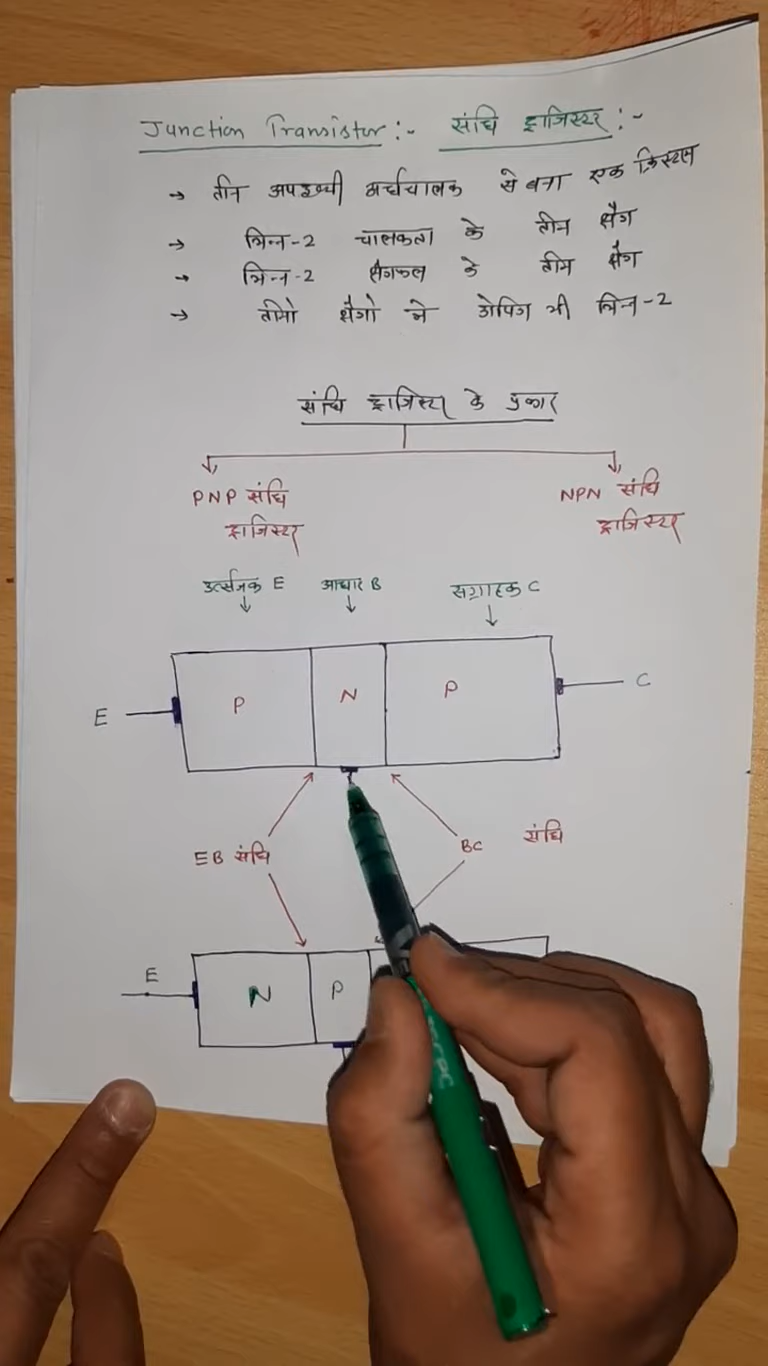 Junction Transistor :- संधि ट्रांजिस्टर :-
→ तीन अपद्रव्यी अर्धचालक से बना एक क्रिस्टल
→ भिन्न-2 चालकता के तीन क्षेत्र
→ भिन्न-2 क्षेत्रफल के तीन क्षेत्र
→ तीनो क्षेत्रो मे डोपिंग भी भिन्न-2
संधि ट्रांजिस्टर के प्रकार
PNP संधि ट्रांजिस्टर
NPN संधि ट्रांजिस्टर
उत्सर्जक E आधार B संग्राहक C
E P N P C
EB संधि BC संधि
E N P